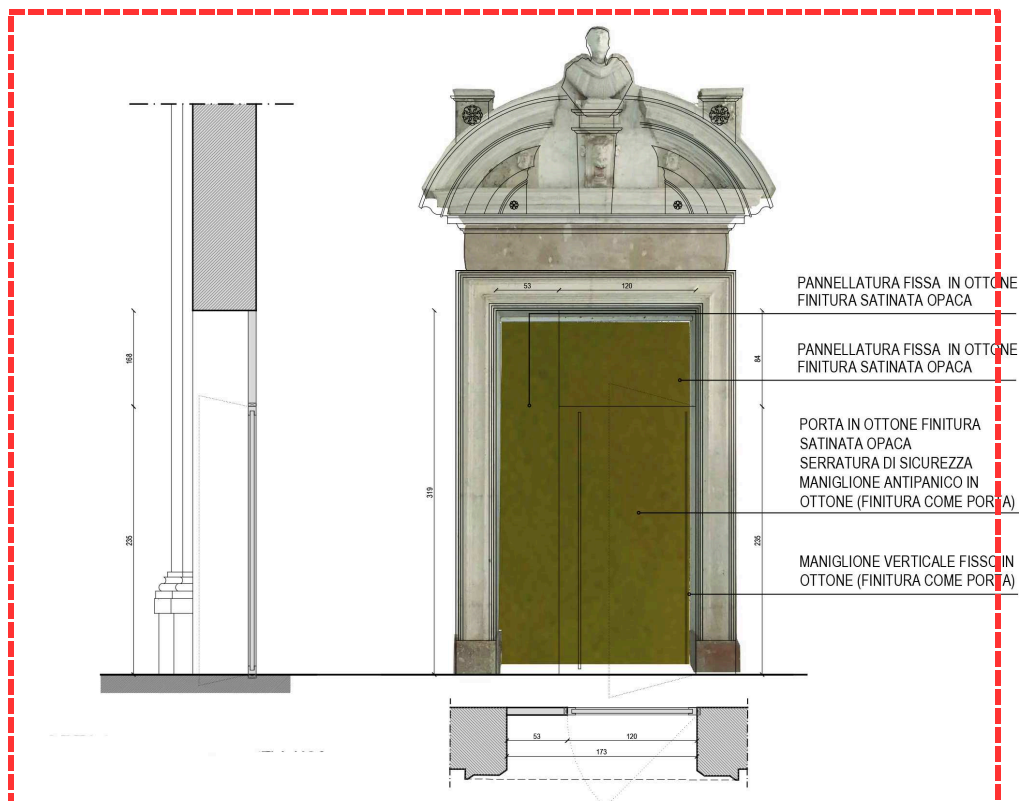 53
120
PANNELLATURA FISSA IN OTTONE
FINITURA SATINATA OPACA
168
84
PANNELLATURA FISSA IN OTTONE
FINITURA SATINATA OPACA
PORTA IN OTTONE FINITURA
SATINATA OPACA
SERRATURA DI SICUREZZA
MANIGLIONE ANTIPANICO IN
OTTONE (FINITURA COME PORTA)
319
235
235
MANIGLIONE VERTICALE FISSO IN
OTTONE (FINITURA COME PORTA)
53
120
173